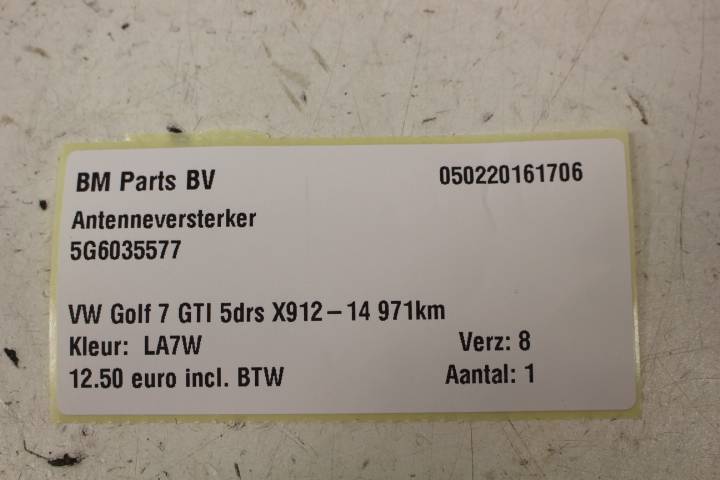 BM Parts BV 050220161706
Antenneversterker
5G6035577
VW Golf 7 GTI 5drs X912-14 971km
Kleur: LA7W Verz: 8
12.50 euro incl. BTW Aantal: 1